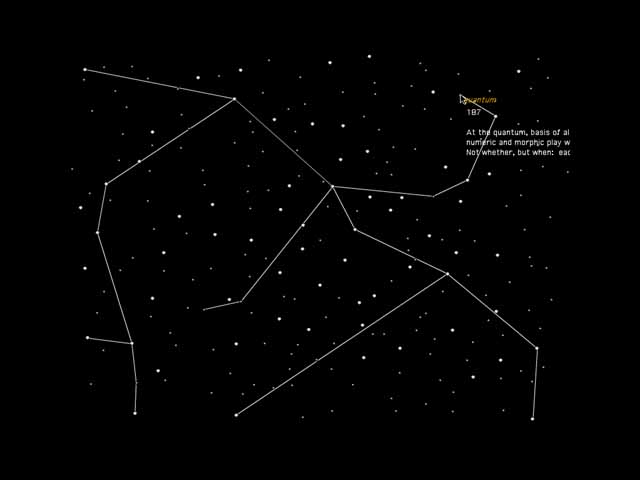 quantum
187
At the quantum, basis of al
numeric and morphic play w
Not whether, but when: eac